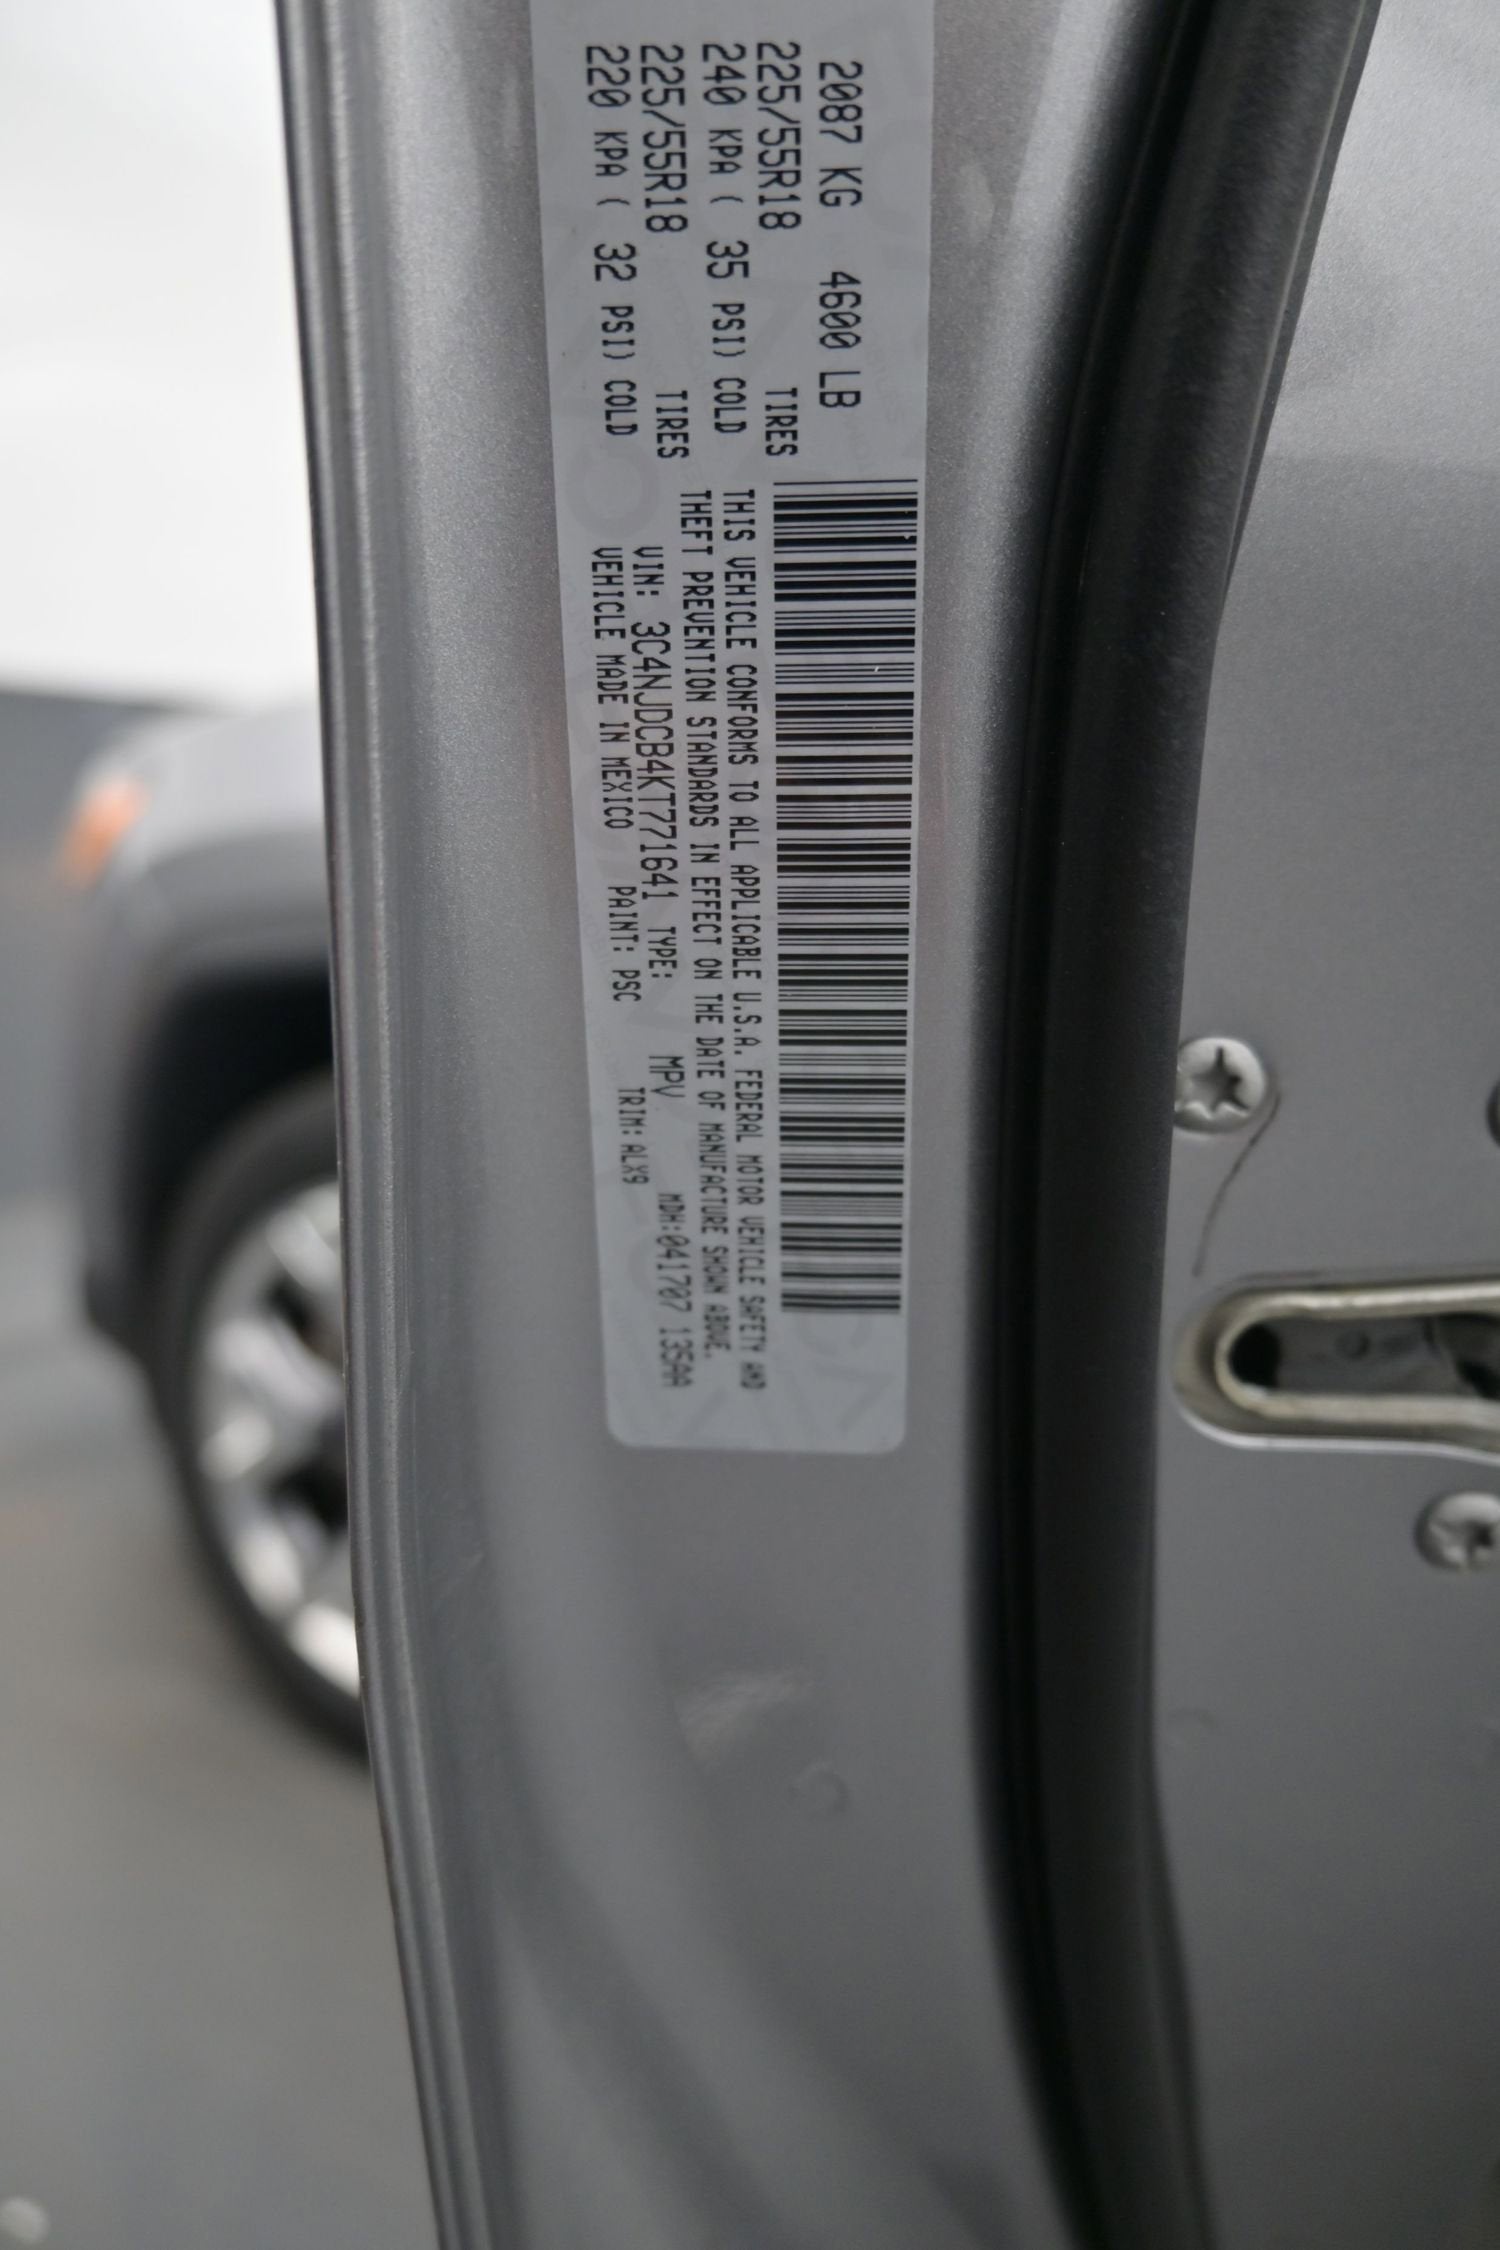 2087 KG 4600 LB
225/55R18 TIRES
240 KPA ( 35 PSI) COLD
225/55R18 TIRES
220 KPA ( 32 PSI) COLD
THIS VEHICLE CONFORMS TO ALL APPLICABLE U.S.A. FEDERAL MOTOR VEHICLE SAFETY AND
THEFT PREVENTION STANDARDS IN EFFECT ON THE DATE OF MANUFACTURE SHOWN ABOVE.
VIN: 3C4NJDCB4KT771641 TYPE: MPV MDH:041707 135AA
VEHICLE MADE IN MEXICO PAINT: PSC TRIM: ALX9